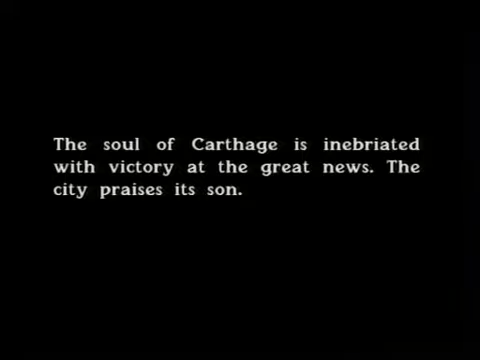 The soul of Carthage is inebriated
with victory at the great news. The
city praises its son.